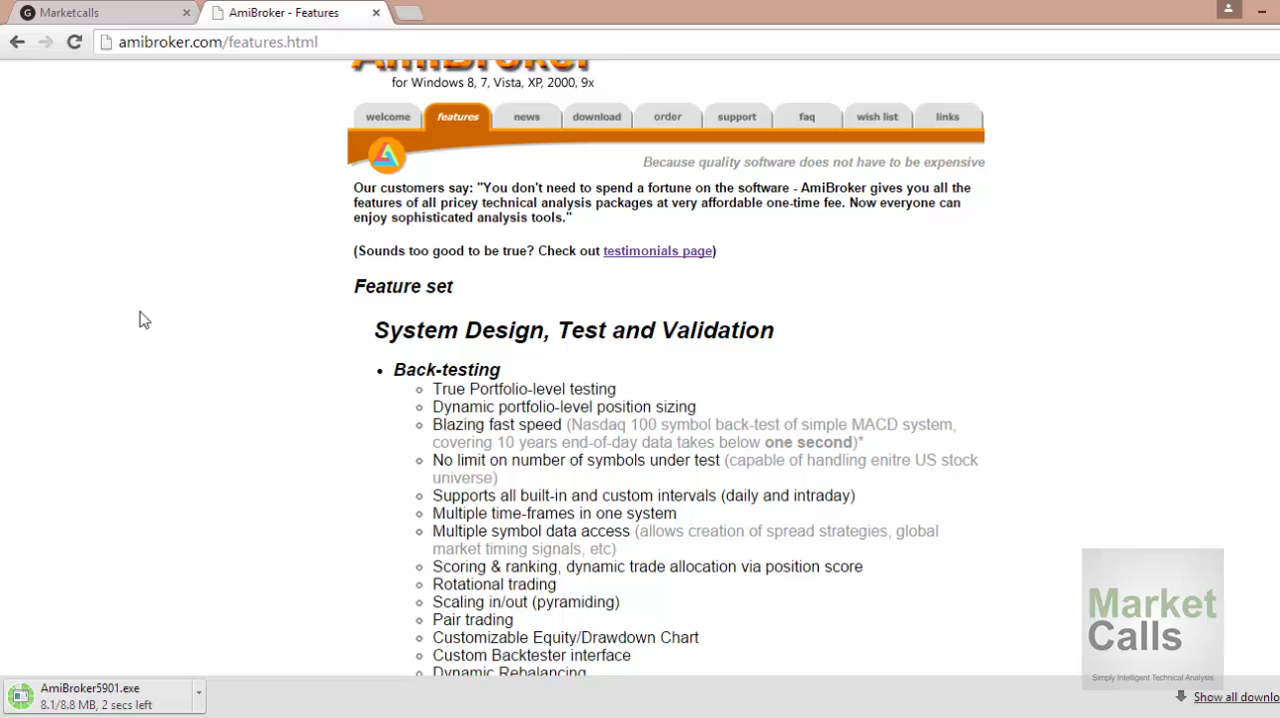 Marketcalls
AmiBroker - Features
amibroker.com/features.html
AmiBroker
for Windows 8, 7, Vista, XP, 2000, 9x
welcome features news download order support faq wish list links
Because quality software does not have to be expensive
Our customers say: "You don't need to spend a fortune on the software - AmiBroker gives you all the
features of all pricey technical analysis packages at very affordable one-time fee. Now everyone can
enjoy sophisticated analysis tools."
(Sounds too good to be true? Check out testimonials page)
Feature set
System Design, Test and Validation
Back-testing
True Portfolio-level testing
Dynamic portfolio-level position sizing
Blazing fast speed (Nasdaq 100 symbol back-test of simple MACD system,
covering 10 years end-of-day data takes below one second)*
No limit on number of symbols under test (capable of handling enitre US stock
universe)
Supports all built-in and custom intervals (daily and intraday)
Multiple time-frames in one system
Multiple symbol data access (allows creation of spread strategies, global
market timing signals, etc)
Scoring & ranking, dynamic trade allocation via position score
Rotational trading
Scaling in/out (pyramiding)
Pair trading
Customizable Equity/Drawdown Chart
Custom Backtester interface
Dynamic Rebalancing
Market
Calls
Simply Intelligent Technical Analysis
AmiBroker5901.exe
8.1/8.8 MB, 2 secs left
Show all downlo